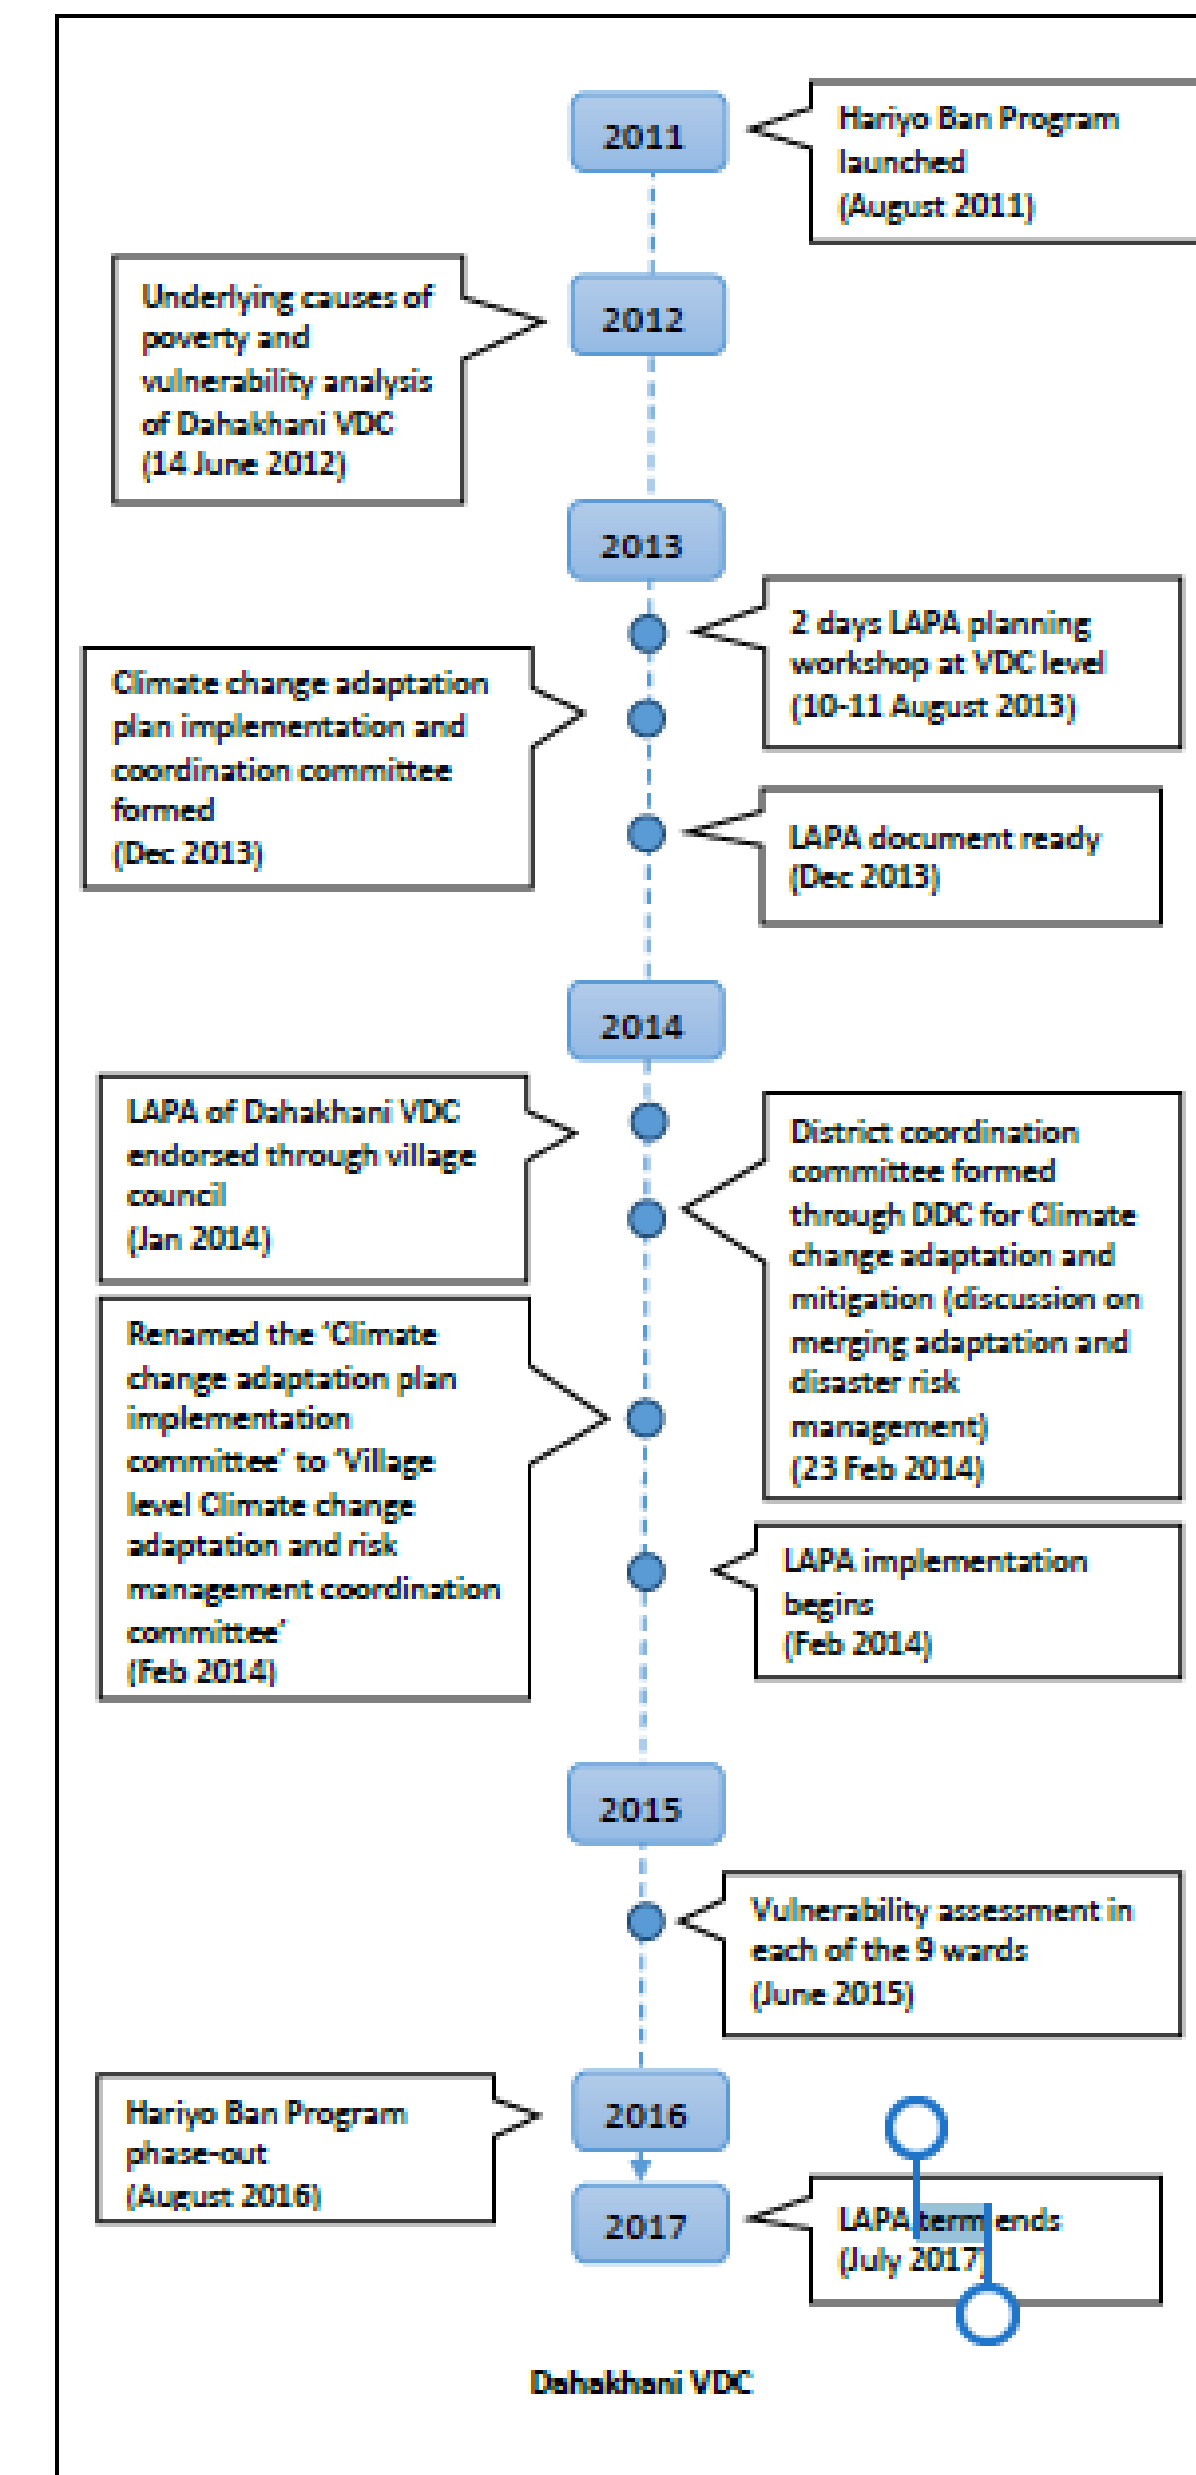 2011
Hariyo Ban Program
launched
(August 2011)
Underlying causes of
poverty and
vulnerability analysis
of Dahakhani VDC
(14 June 2012)
2012
2013
2 days LAPA planning
workshop at VDC level
(10-11 August 2013)
Climate change adaptation
plan implementation and
coordination committee
formed
(Dec 2013)
LAPA document ready
(Dec 2013)
2014
LAPA of Dahakhani VDC
endorsed through village
council
(Jan 2014)
District coordination
committee formed
through DDC for Climate
change adaptation and
mitigation (discussion on
merging adaptation and
disaster risk
management)
(23 Feb 2014)
Renamed the ‘Climate
change adaptation plan
implementation
committee’ to ‘Village
level Climate change
adaptation and risk
management coordination
committee’
(Feb 2014)
LAPA implementation
begins
(Feb 2014)
2015
Vulnerability assessment in
each of the 9 wards
(June 2015)
Hariyo Ban Program
phase-out
(August 2016)
2016
2017
LAPA term ends
(July 2017)
Dahakhani VDC